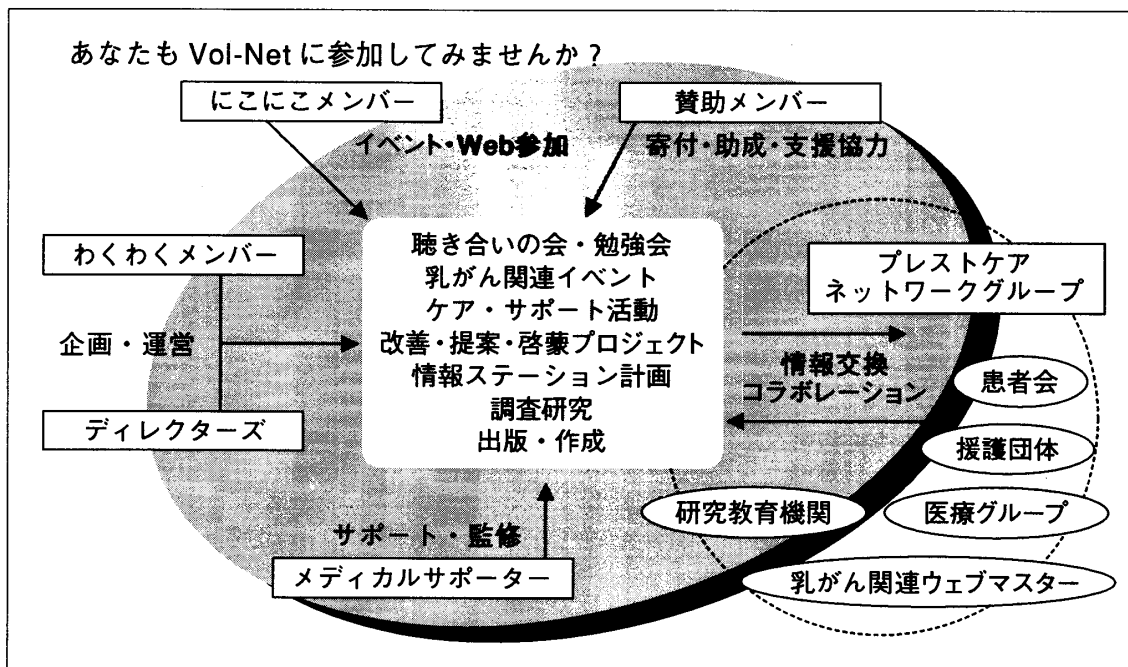 あなたも Vol-Net に参加してみませんか？
にこにこメンバー
賛助メンバー
イベント・Web参加
寄付・助成・支援協力
わくわくメンバー
企画・運営
ディレクターズ
聴き合いの会・勉強会
乳がん関連イベント
ケア・サポート活動
改善・提案・啓蒙プロジェクト
情報ステーション計画
調査研究
出版・作成
プレストケア
ネットワークグループ
情報交換
コラボレーション
患者会
援護団体
研究教育機関
医療グループ
乳がん関連ウェブマスター
サポート・監修
メディカルサポーター